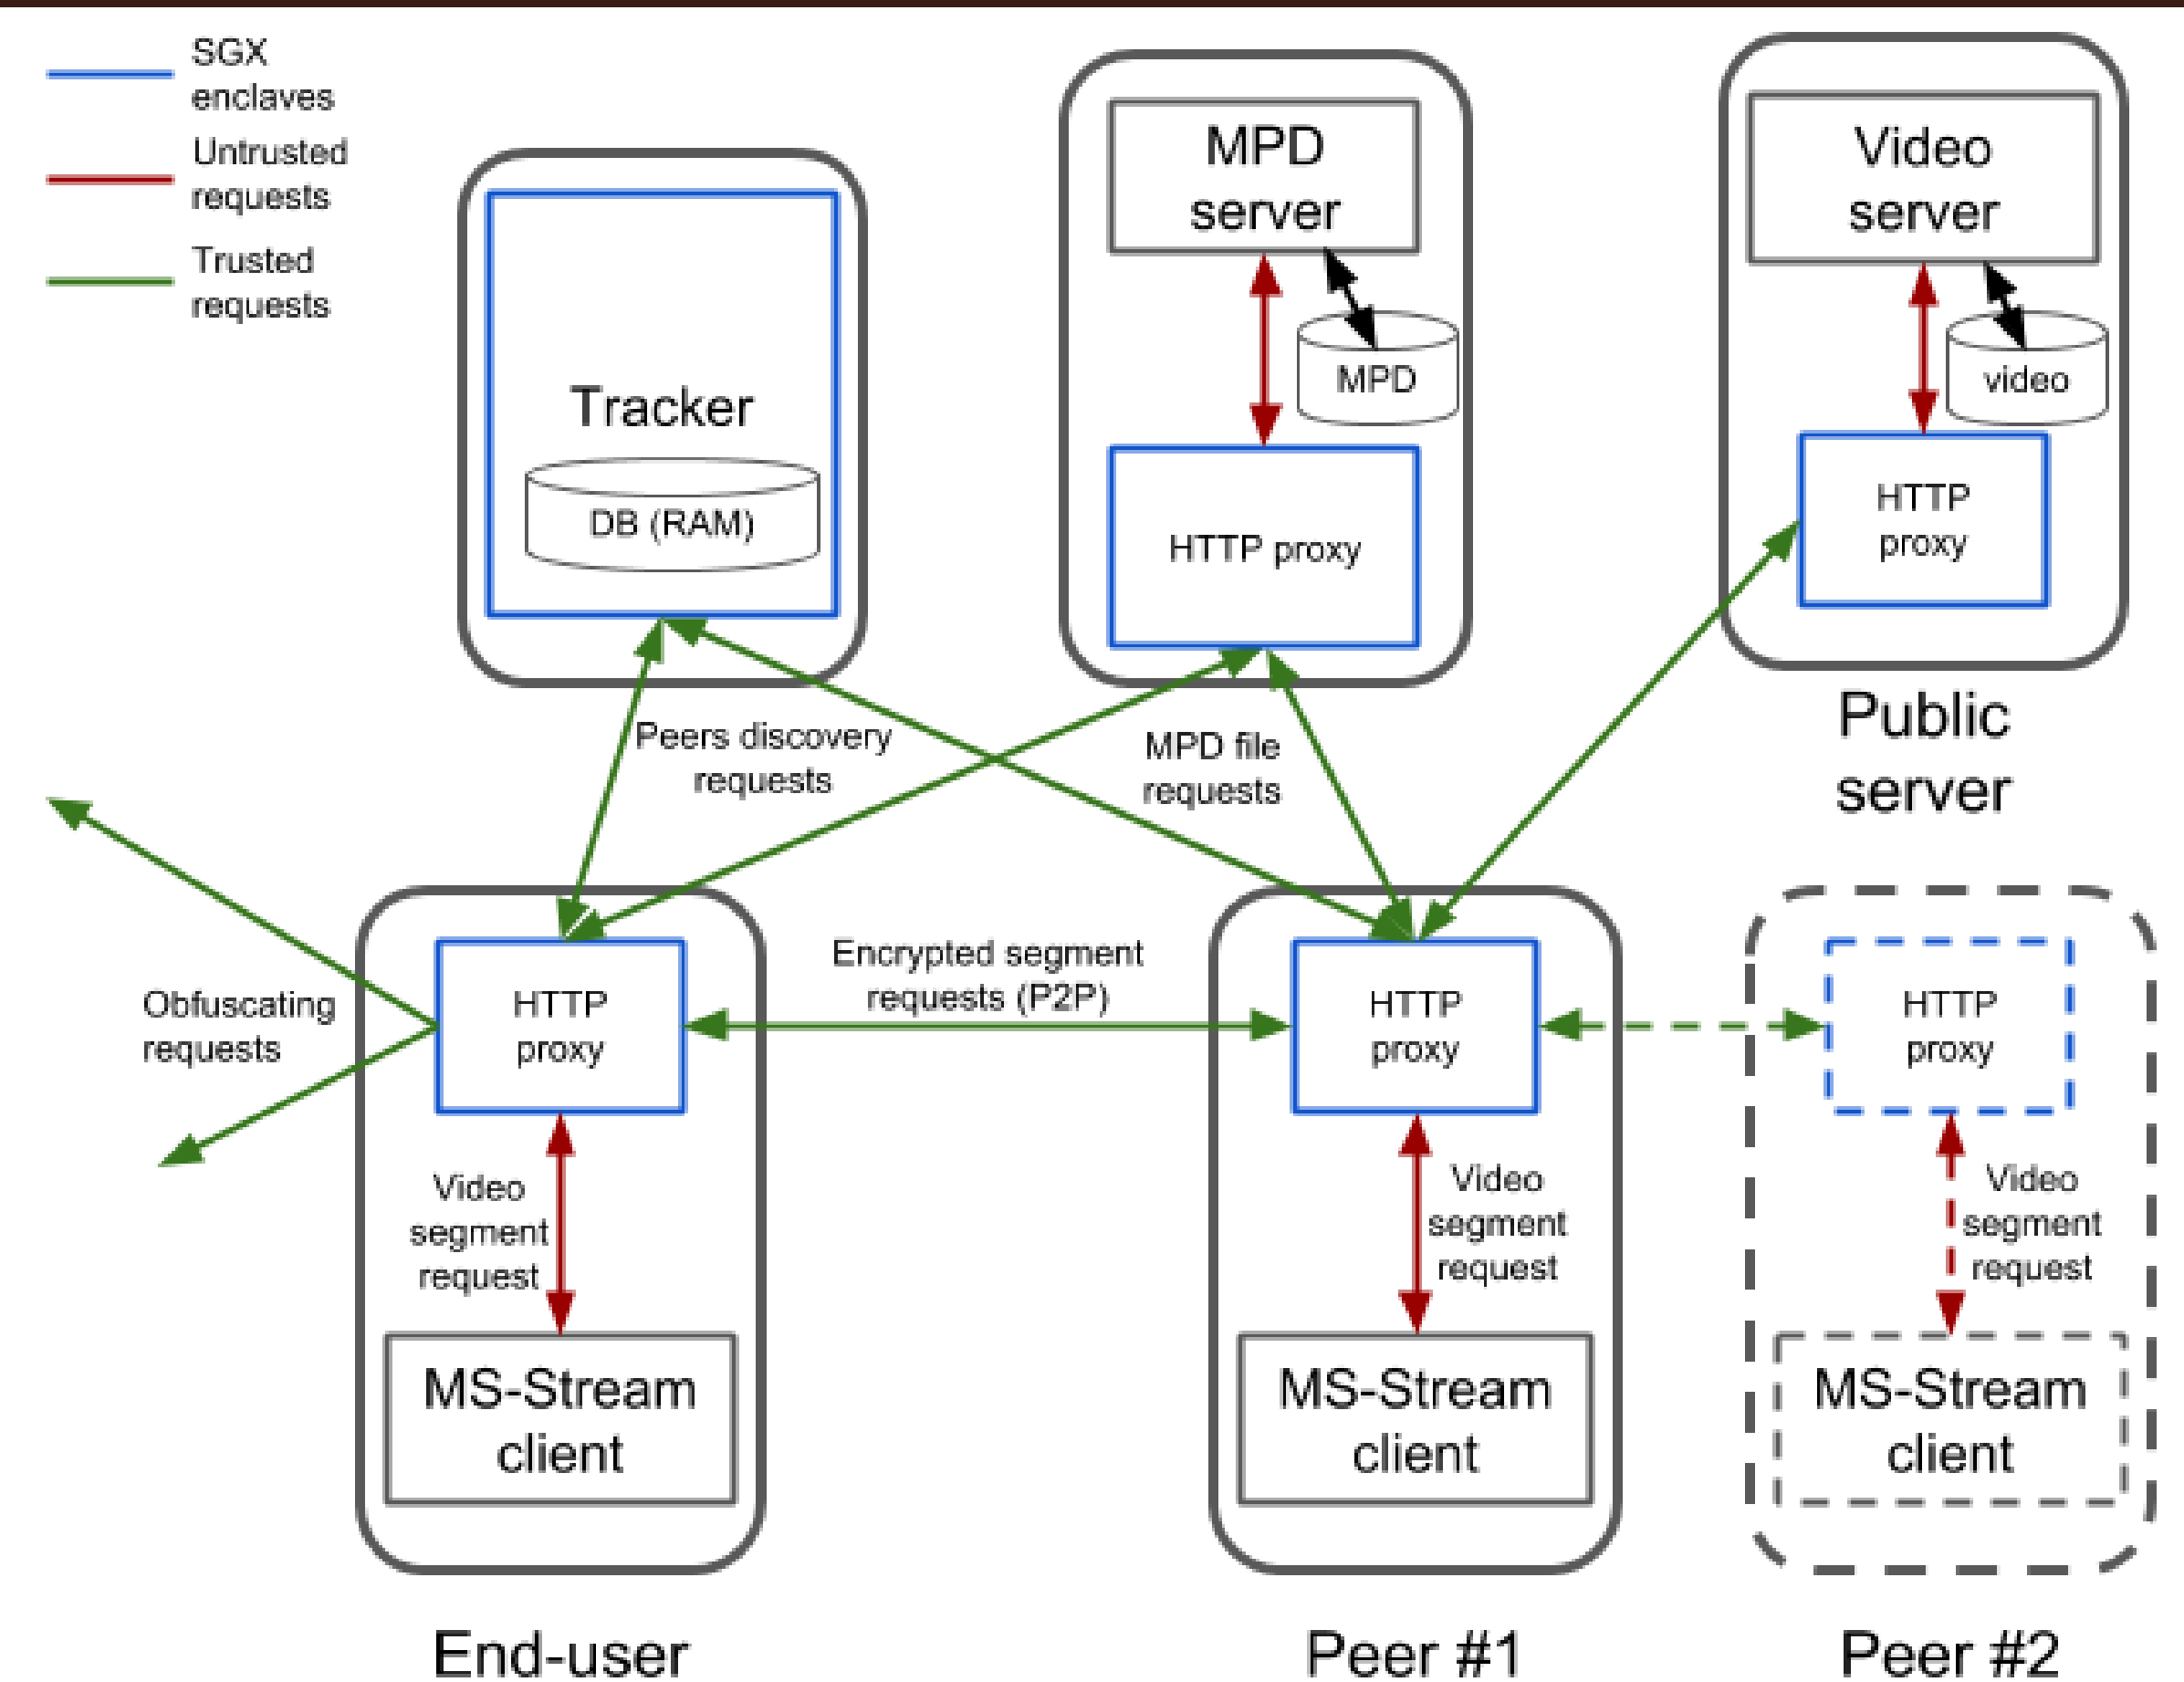 SGX
enclaves
Untrusted
requests
Trusted
requests
Tracker
DB (RAM)
MPD
server
MPD
HTTP proxy
Video
server
video
HTTP
proxy
Public
server
Peers discovery
requests
MPD file
requests
Obfuscating
requests
HTTP
proxy
Encrypted segment
requests (P2P)
HTTP
proxy
HTTP
proxy
Video
segment
request
Video
segment
request
Video
segment
request
MS-Stream
client
MS-Stream
client
MS-Stream
client
End-user
Peer #1
Peer #2